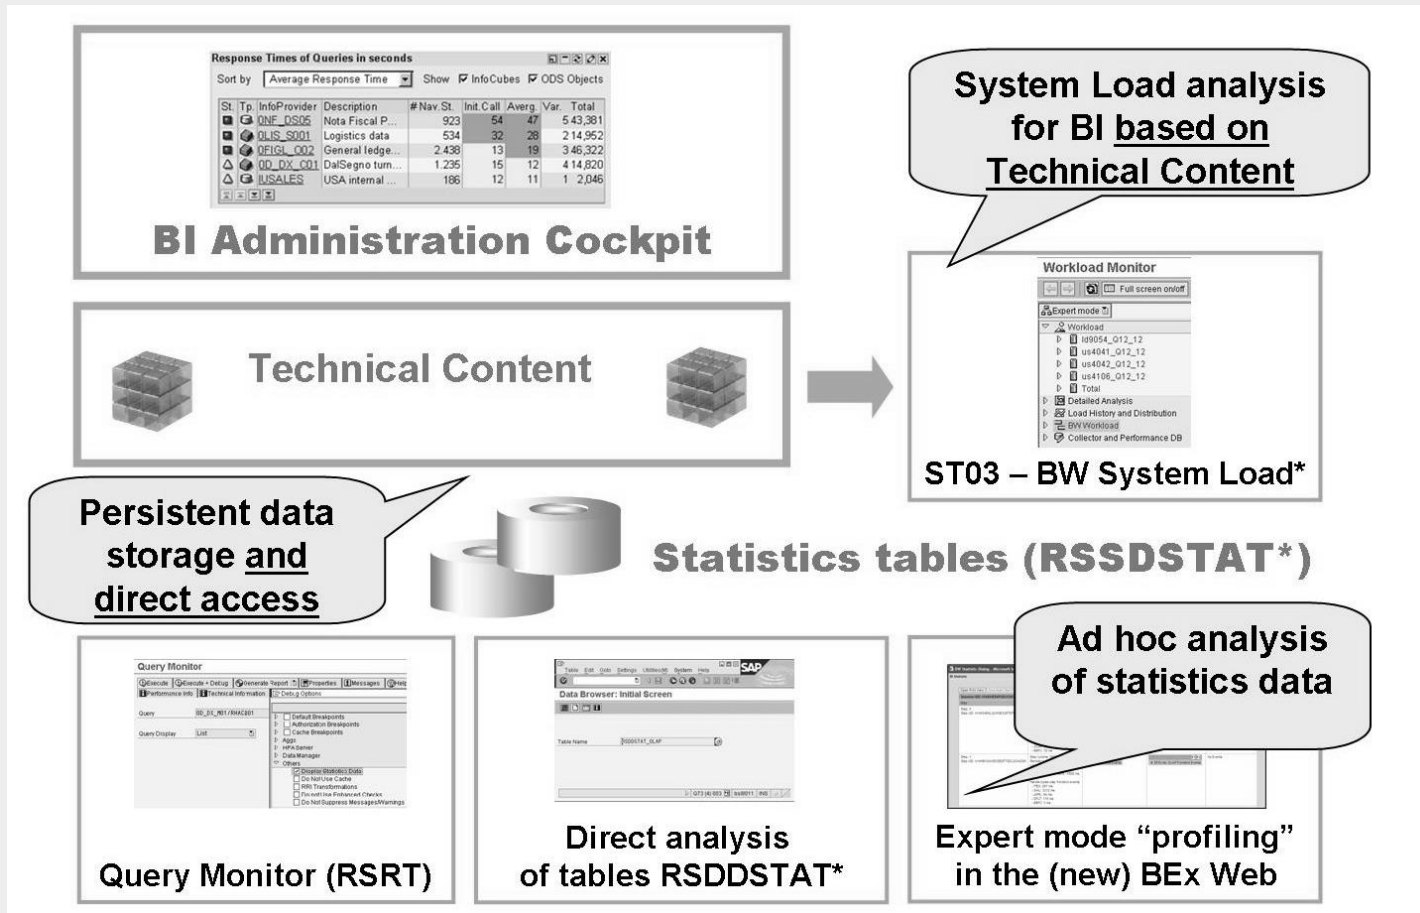 Response Times of Queries in seconds
Sort by Average Response Time Show InfoCubes ODS Objects
St. Tp. InfoProvider Description # Nav.St. Init.Call Averg. Var. Total
0NF_DS05 Nota Fiscal P... 923 54 47 5 43,381
0LIS_S001 Logistics data 534 32 28 2 14,952
0FIGL_O02 General ledge... 2.438 13 19 3 46,322
0D_DX_C01 DalSegno turn... 1.235 15 12 4 14,820
IUSALES USA internal ... 186 12 11 1 2,046
BI Administration Cockpit
System Load analysis
for BI based on
Technical Content
Technical Content
Workload Monitor
Full screen on/off
Expert mode
Workload
ld9054_Q12_12
us4041_Q12_12
us4042_Q12_12
us4106_Q12_12
Total
Detailed Analysis
Load History and Distribution
BW Workload
Collector and Performance DB
ST03 – BW System Load*
Persistent data
storage and
direct access
Statistics tables (RSSDSTAT*)
Query Monitor
Execute Execute + Debug Generate Report Properties Messages Help
Performance Info Technical Information Debug Options
Query 0D_DX_M01/RHAC001
Query Display List
Default Breakpoints
Authorization Breakpoints
Cache Breakpoints
Aggs
HPA Server
Data Manager
Others
Display Statistics Data
Do Not Use Cache
RRI Transformations
Do not Use Enhanced Checks
Do Not Suppress Messages/Warnings
Query Monitor (RSRT)
Table Edit Goto Settings Utilities(M) System Help
SAP
Data Browser: Initial Screen
Table Name RSDDSTAT_OLAP
INS
Direct analysis
of tables RSDDSTAT*
Ad hoc analysis
of statistics data
Expert mode “profiling”
in the (new) BEx Web